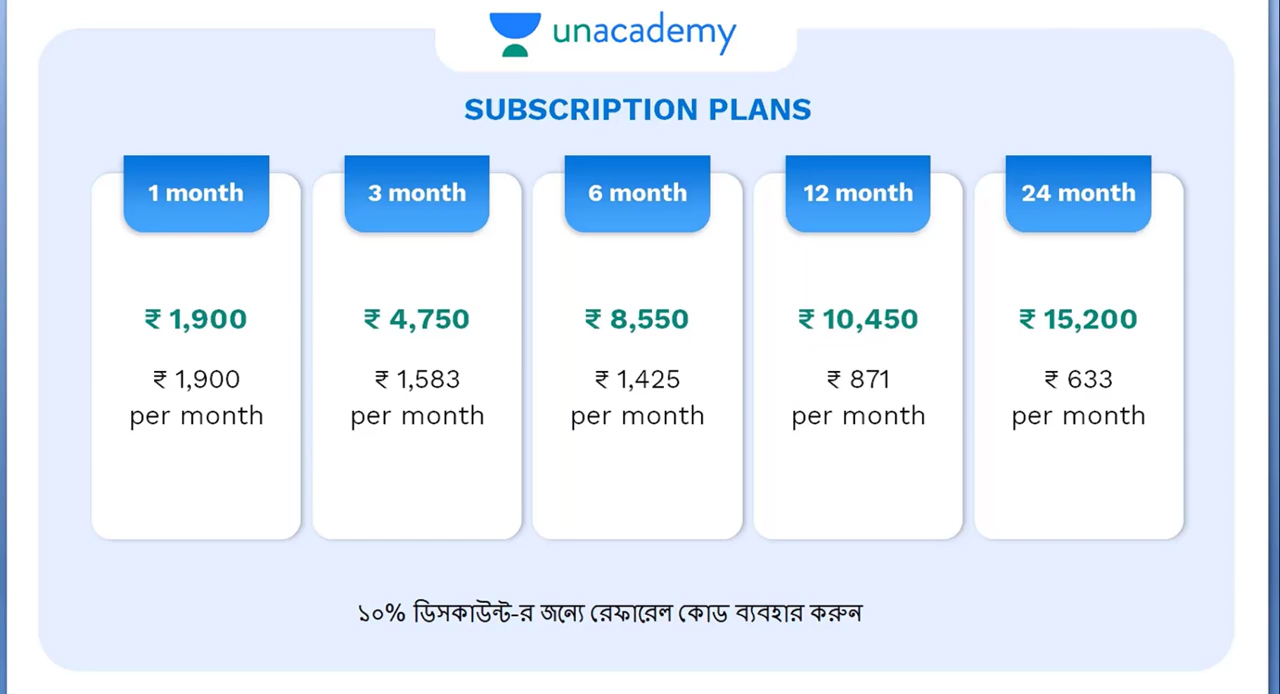 unacademy
SUBSCRIPTION PLANS
1 month
3 month
6 month
12 month
24 month
₹ 1,900
₹ 4,750
₹ 8,550
₹ 10,450
₹ 15,200
₹ 1,900
per month
₹ 1,583
per month
₹ 1,425
per month
₹ 871
per month
₹ 633
per month
১০% ডিসকাউন্ট-র জন্যে রেফারেল কোড ব্যবহার করুন